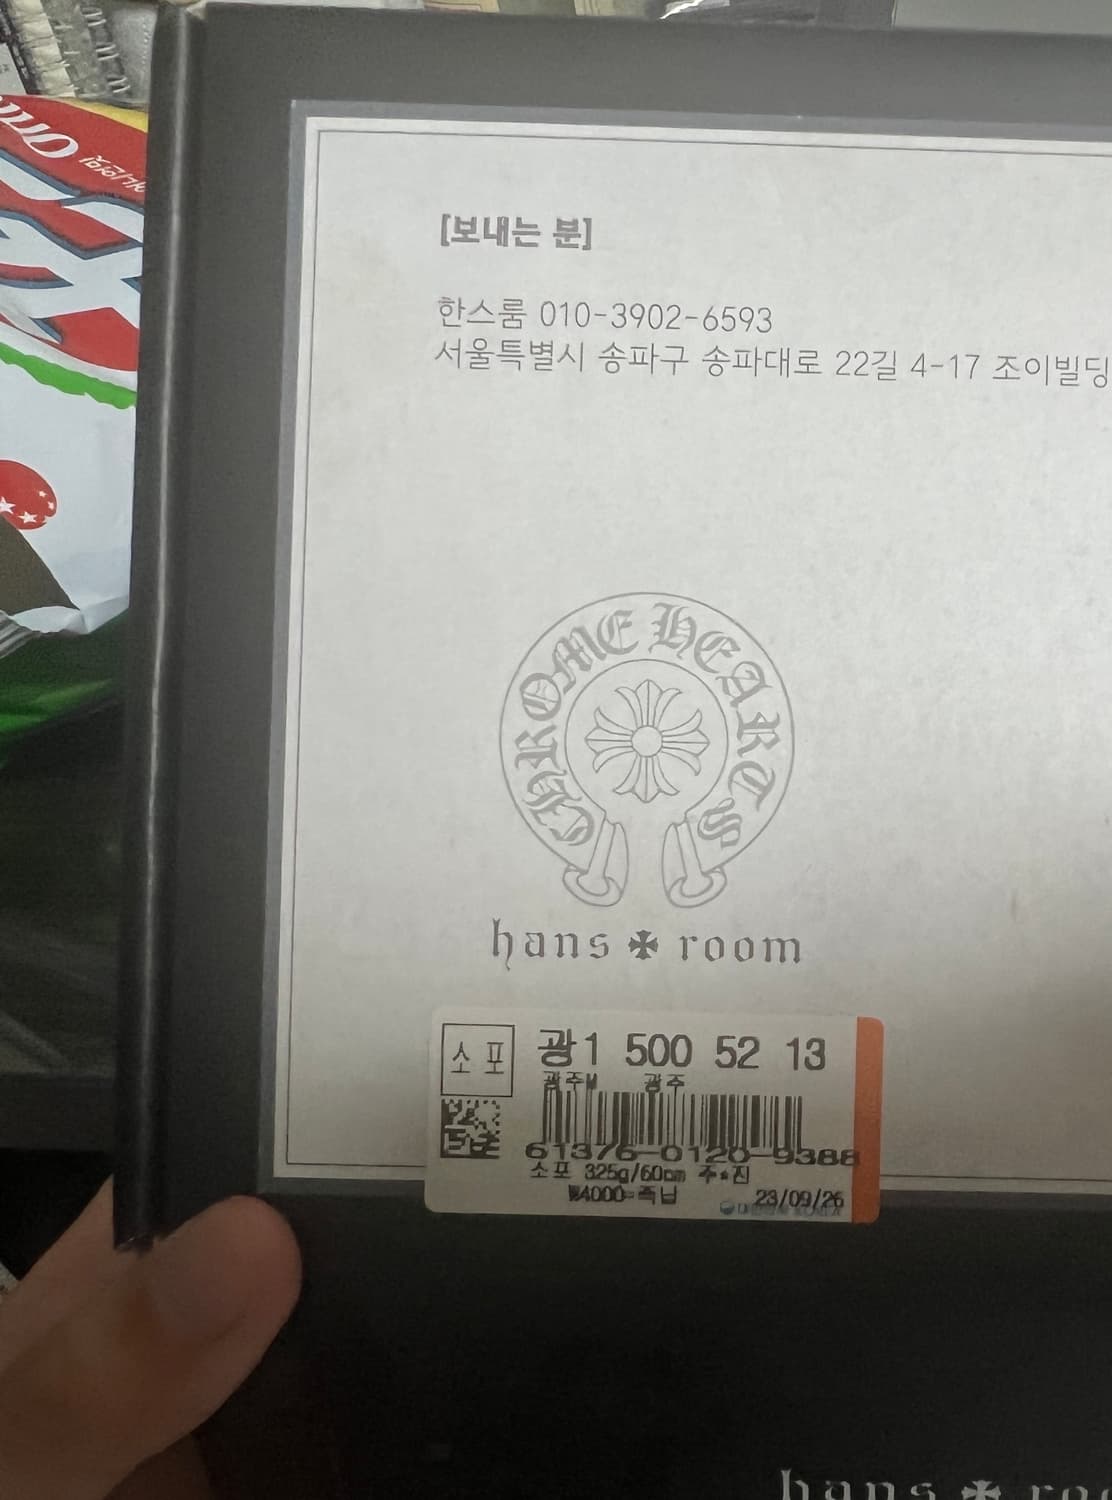 [보내는 분]
한스룸 010-3902-6593
서울특별시 송파구 송파대로 22길 4-17 조이빌딩
CHROME HEARTS
hans room
소포
광1 500 52 13
광주M 광주
61376-0120-9388
소포 325g/60cm 주*진
₩4000=즉납 23/09/26
hans